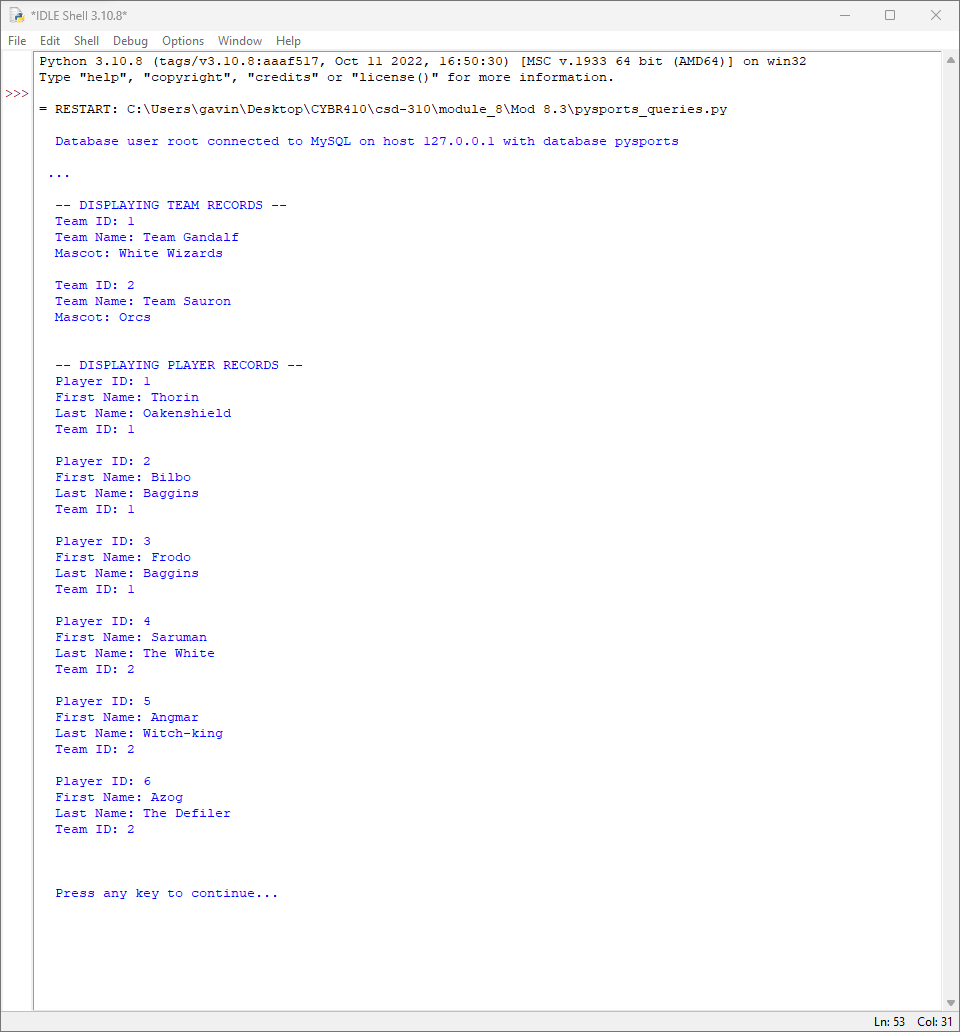 *IDLE Shell 3.10.8*
File Edit Shell Debug Options Window Help
Python 3.10.8 (tags/v3.10.8:aaaf517, Oct 11 2022, 16:50:30) [MSC v.1933 64 bit (AMD64)] on win32
Type "help", "copyright", "credits" or "license()" for more information.
>>>
= RESTART: C:\Users\gavin\Desktop\CYBR410\csd-310\module_8\Mod 8.3\pysports_queries.py
Database user root connected to MySQL on host 127.0.0.1 with database pysports
...
-- DISPLAYING TEAM RECORDS --
Team ID: 1
Team Name: Team Gandalf
Mascot: White Wizards
Team ID: 2
Team Name: Team Sauron
Mascot: Orcs
-- DISPLAYING PLAYER RECORDS --
Player ID: 1
First Name: Thorin
Last Name: Oakenshield
Team ID: 1
Player ID: 2
First Name: Bilbo
Last Name: Baggins
Team ID: 1
Player ID: 3
First Name: Frodo
Last Name: Baggins
Team ID: 1
Player ID: 4
First Name: Saruman
Last Name: The White
Team ID: 2
Player ID: 5
First Name: Angmar
Last Name: Witch-king
Team ID: 2
Player ID: 6
First Name: Azog
Last Name: The Defiler
Team ID: 2
Press any key to continue...
Ln: 53 Col: 31